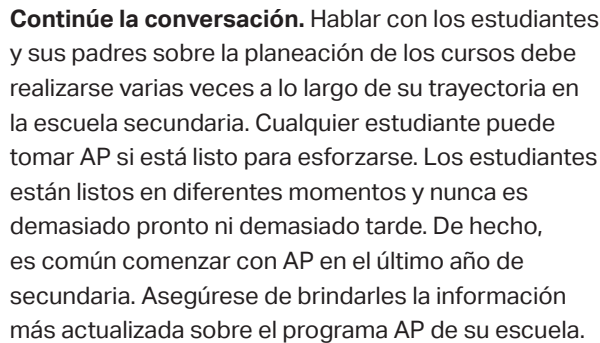 Continúe la conversación. Hablar con los estudiantes
y sus padres sobre la planeación de los cursos debe
realizarse varias veces a lo largo de su trayectoria en
la escuela secundaria. Cualquier estudiante puede
tomar AP si está listo para esforzarse. Los estudiantes
están listos en diferentes momentos y nunca es
demasiado pronto ni demasiado tarde. De hecho,
es común comenzar con AP en el último año de
secundaria. Asegúrese de brindarles la información
más actualizada sobre el programa AP de su escuela.